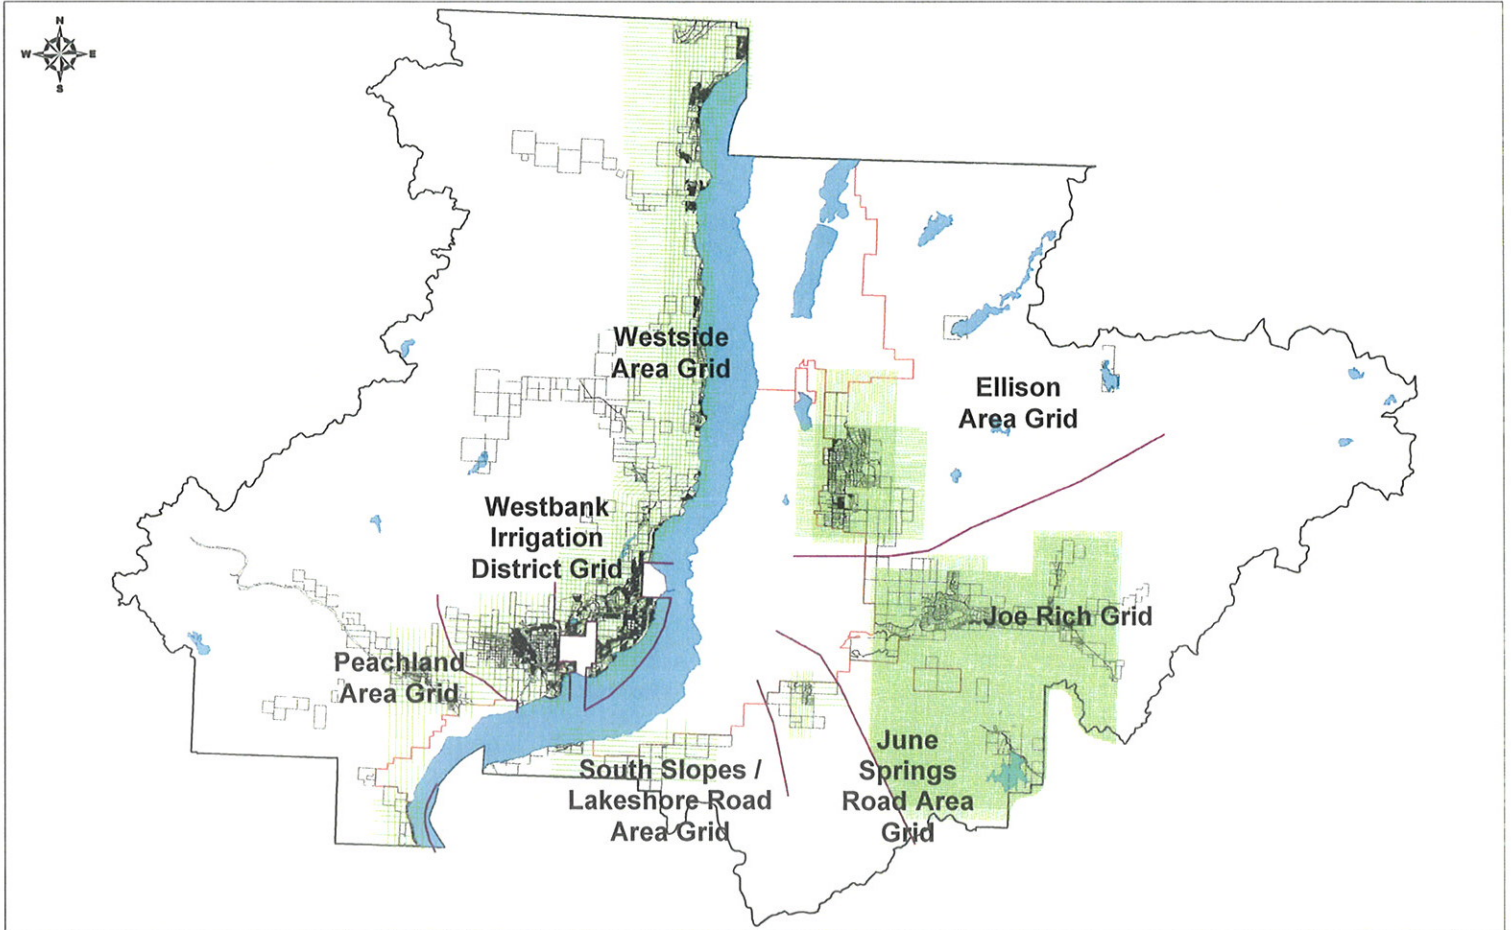 N
W E
S
Westside
Area Grid
Ellison
Area Grid
Westbank
Irrigation
District Grid
Joe Rich Grid
Peachland
Area Grid
South Slopes /
Lakeshore Road
Area Grid
June
Springs
Road Area
Grid